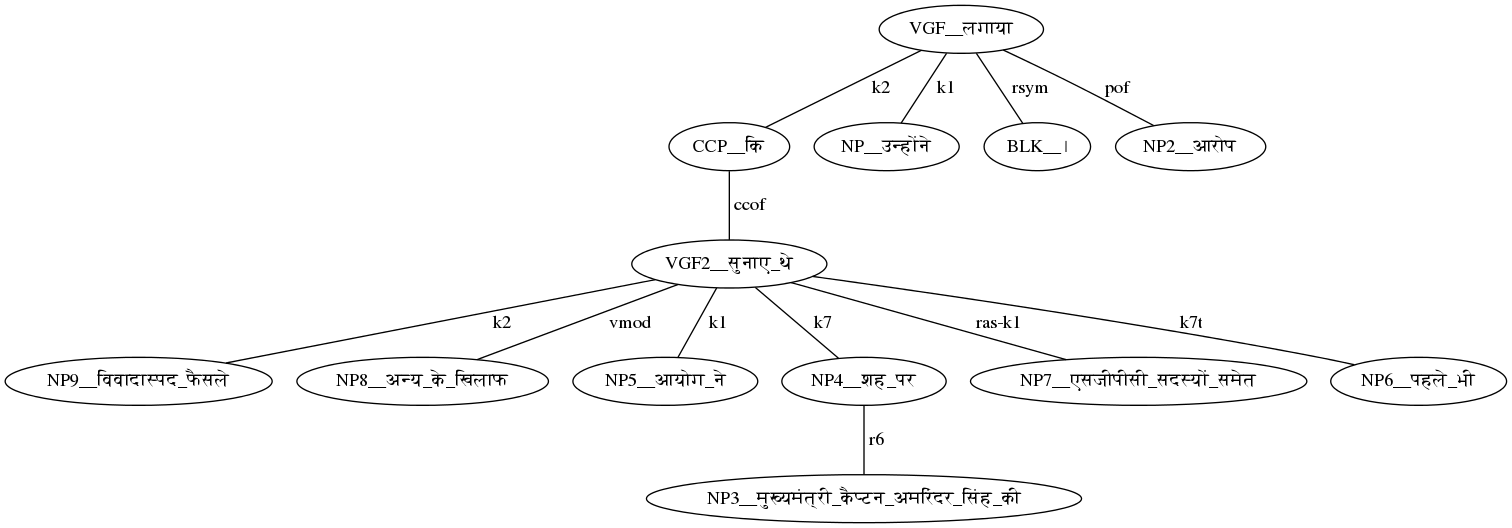 VGF__लगाया
k2 k1 rsym pof
CCP__कि NP__उन्होंने BLK__। NP2__आरोप
ccof
VGF2__सुनाए_थे
k2 vmod k1 k7 ras-k1 k7t
NP9__विवादास्पद_फैसले NP8__अन्य_के_खिलाफ NP5__आयोग_ने NP4__शह_पर NP7__एसजीपीसी_सदस्यों_समेत NP6__पहले_भी
r6
NP3__मुख्यमंत्री_कैप्टन_अमरिंदर_सिंह_की